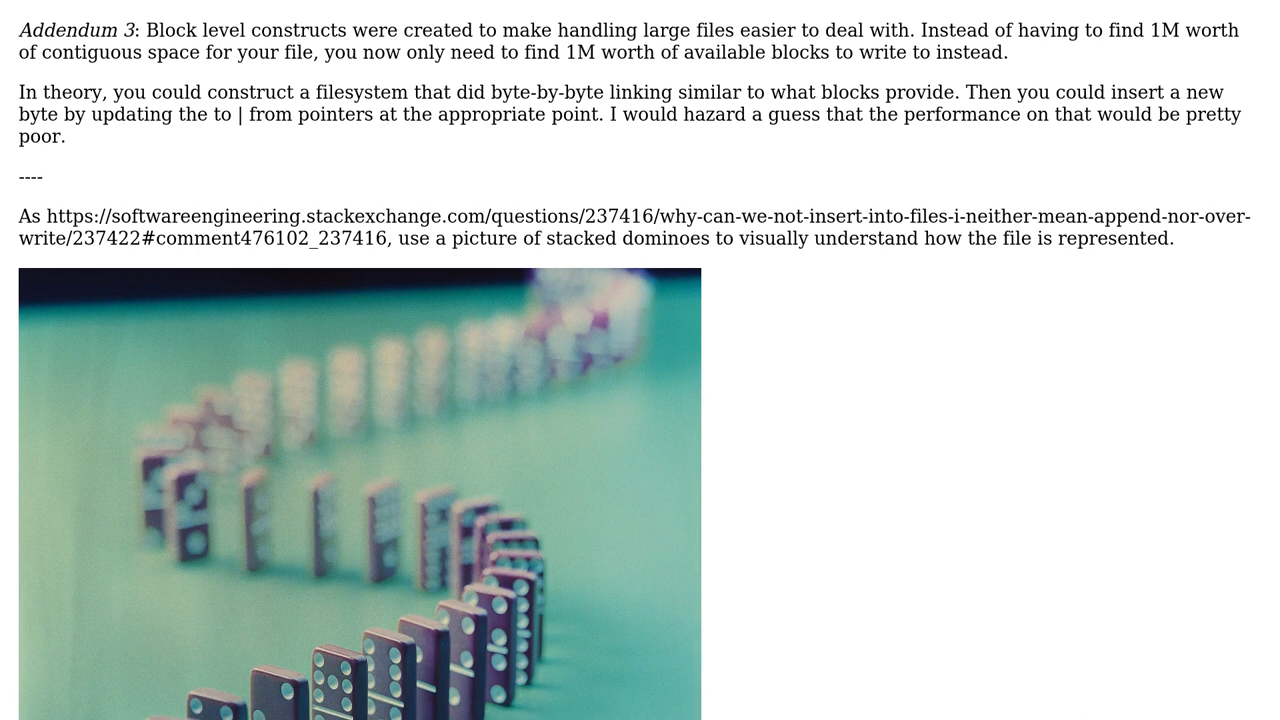 Addendum 3: Block level constructs were created to make handling large files easier to deal with. Instead of having to find 1M worth
of contiguous space for your file, you now only need to find 1M worth of available blocks to write to instead.
In theory, you could construct a filesystem that did byte-by-byte linking similar to what blocks provide. Then you could insert a new
byte by updating the to | from pointers at the appropriate point. I would hazard a guess that the performance on that would be pretty
poor.
----
As https://softwareengineering.stackexchange.com/questions/237416/why-can-we-not-insert-into-files-i-neither-mean-append-nor-over-
write/237422#comment476102_237416, use a picture of stacked dominoes to visually understand how the file is represented.